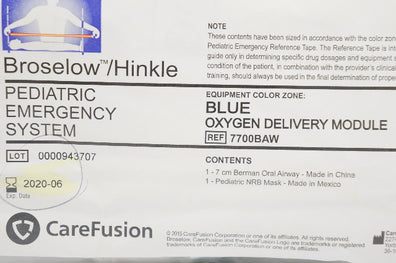 Broselow™/Hinkle
PEDIATRIC
EMERGENCY
SYSTEM
LOT 0000943707
2020-06
Exp. Date
CareFusion
NOTE
These contents have been sized in accordance with the color zone
Pediatric Emergency Reference Tape. The Reference Tape is inte
guide only in determining specific drug dosages and equipment s
condition of the patient, in combination with the clinical provider's
training, should always be used in the final determination of prope
EQUIPMENT COLOR ZONE:
BLUE
OXYGEN DELIVERY MODULE
REF 7700BAW
CONTENTS
1 - 7 cm Berman Oral Airway - Made in China
1 - Pediatric NRB Mask - Made in Mexico
© 2015 CareFusion Corporation or one of its affiliates. All rights reserved.
Broselow, CareFusion and the CareFusion Logo are trademarks or registered
trademarks of CareFusion Corporation or one of its affiliates.